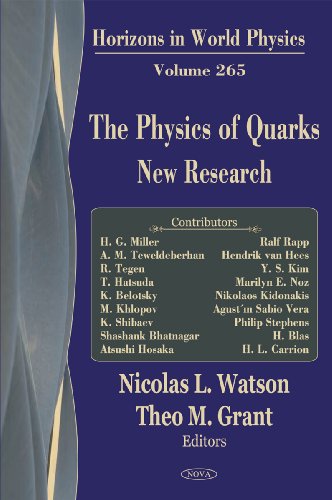 Horizons in World Physics
Volume 265
The Physics of Quarks
New Research
Contributors
H. G. Miller Ralf Rapp
A. M. Teweldeberhan Hendrik van Hees
R. Tegen Y. S. Kim
T. Hatsuda Marilyn E. Noz
K. Belotsky Nikolaos Kidonakis
M. Khlopov Agust´ın Sabio Vera
K. Shibaev Philip Stephens
Shashank Bhatnagar H. Blas
Atsushi Hosaka H. L. Carrion
Nicolas L. Watson
Theo M. Grant
Editors
NOVA